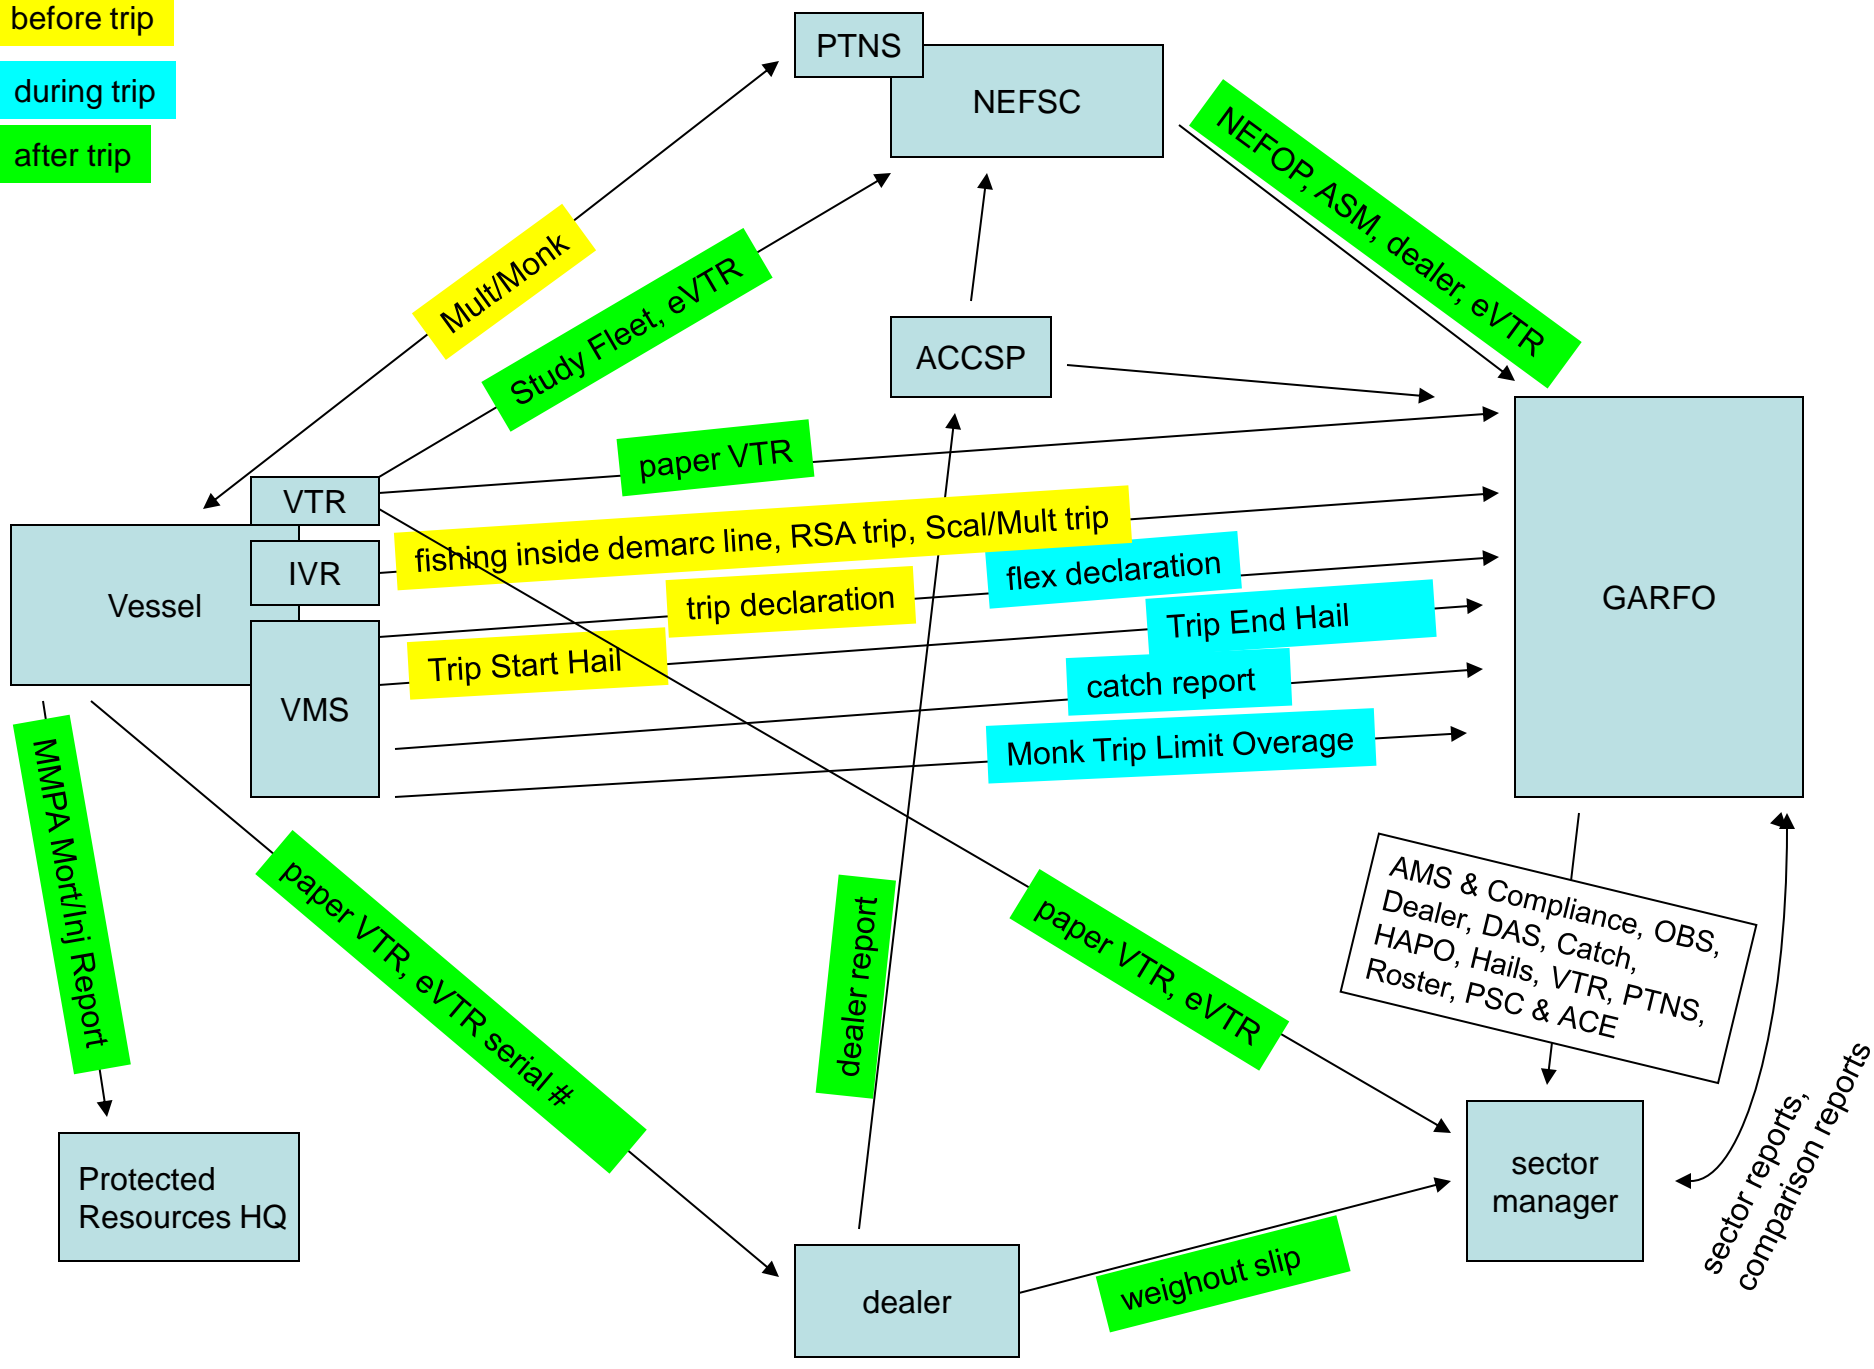 before trip
during trip
after trip
PTNS
NEFSC
NEFOP, ASM, dealer, eVTR
Mult/Monk
Study Fleet, eVTR
ACCSP
paper VTR
VTR
fishing inside demarc line, RSA trip, Scal/Mult trip
IVR
flex declaration
Vessel
trip declaration
GARFO
Trip End Hail
Trip Start Hail
catch report
VMS
Monk Trip Limit Overage
MMPA Mort/Inj Report
paper VTR, eVTR serial #
dealer report
paper VTR, eVTR
AMS & Compliance, OBS,
Dealer, DAS, Catch,
HAPO, Hails, VTR, PTNS,
Roster, PSC & ACE
sector reports,
comparison reports
Protected
Resources HQ
sector
manager
weighout slip
dealer